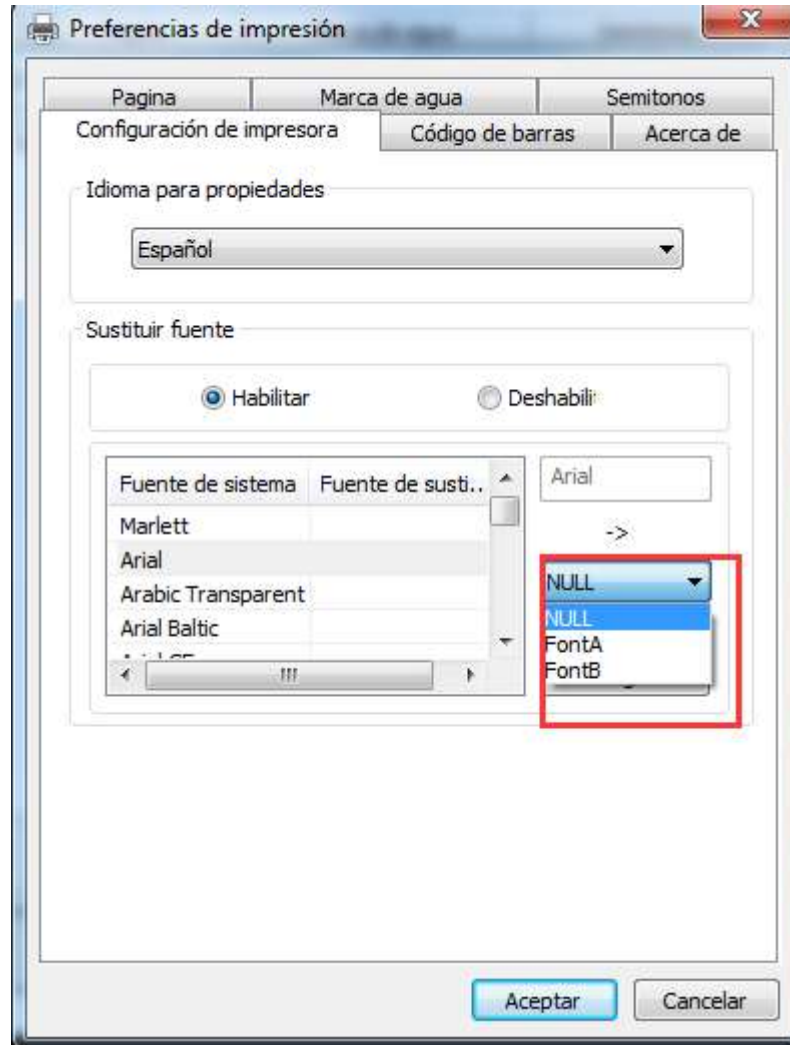 Preferencias de impresión
Pagina Marca de agua Semitonos
Configuración de impresora Código de barras Acerca de
Idioma para propiedades
Español
Sustituir fuente
Habilitar Deshabili
Fuente de sistema Fuente de susti..
Arial
Marlett
->
Arial
Arabic Transparent
NULL
Arial Baltic
NULL
FontA
FontB
Aceptar Cancelar